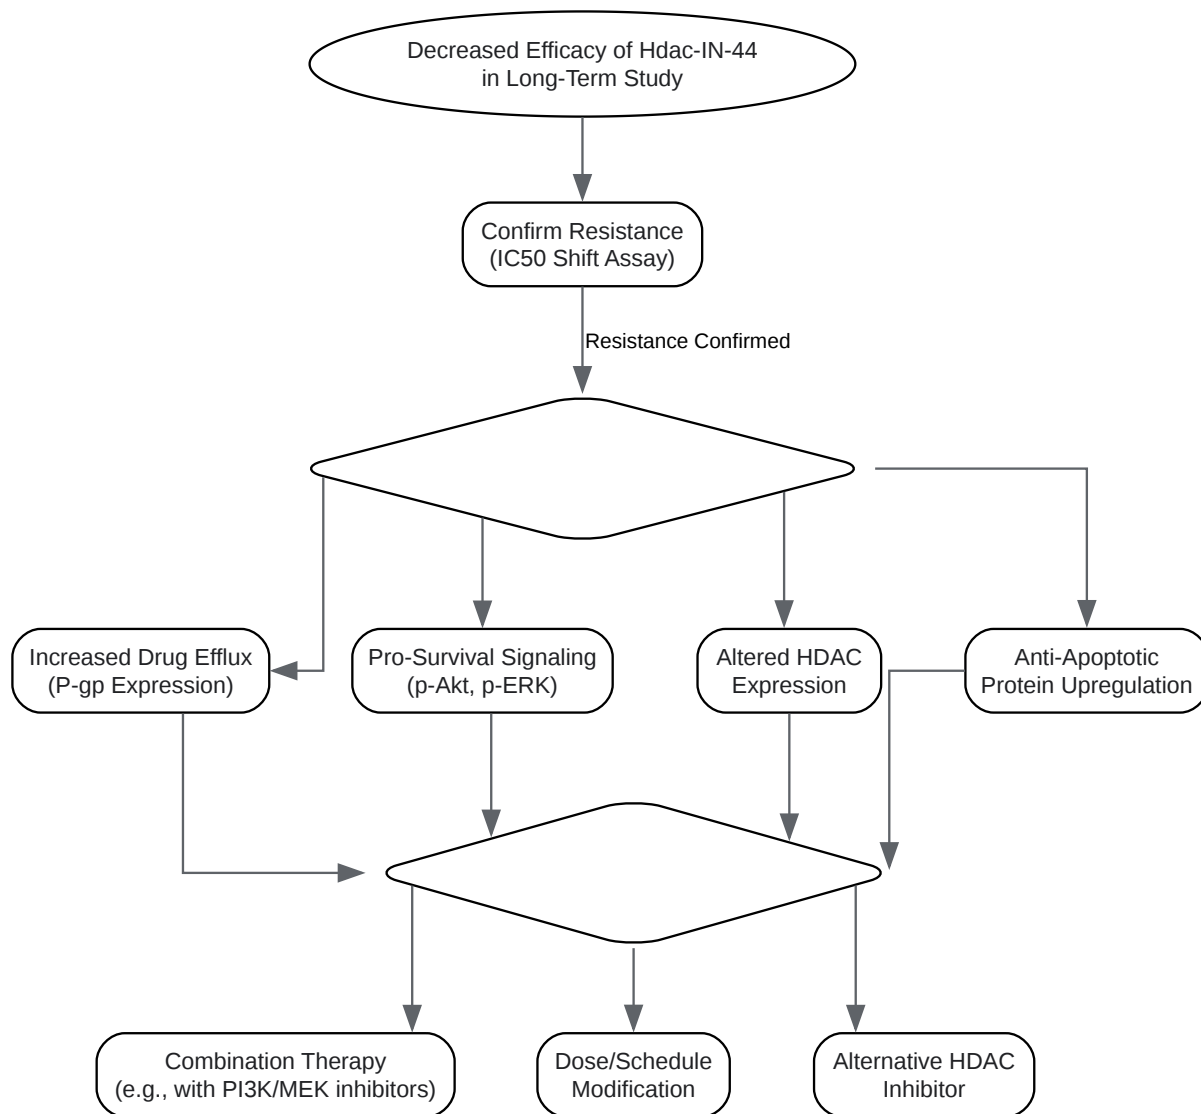 Decreased Efficacy of Hdac-IN-44
in Long-Term Study
Confirm Resistance
(IC50 Shift Assay)
Resistance Confirmed
Increased Drug Efflux
(P-gp Expression)
Pro-Survival Signaling
(p-Akt, p-ERK)
Altered HDAC
Expression
Anti-Apoptotic
Protein Upregulation
Combination Therapy
(e.g., with PI3K/MEK inhibitors)
Dose/Schedule
Modification
Alternative HDAC
Inhibitor